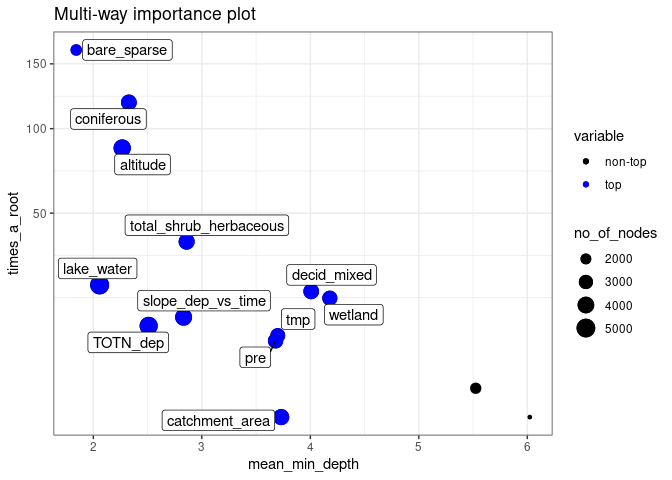 Multi-way importance plot
bare_sparse
150
coniferous
100
altitude
variable
non-top
top
times_a_root
50
total_shrub_herbaceous
no_of_nodes
2000
3000
4000
5000
lake_water
decid_mixed
slope_dep_vs_time
wetland
tmp
TOTN_dep
pre
catchment_area
2 3 4 5 6
mean_min_depth